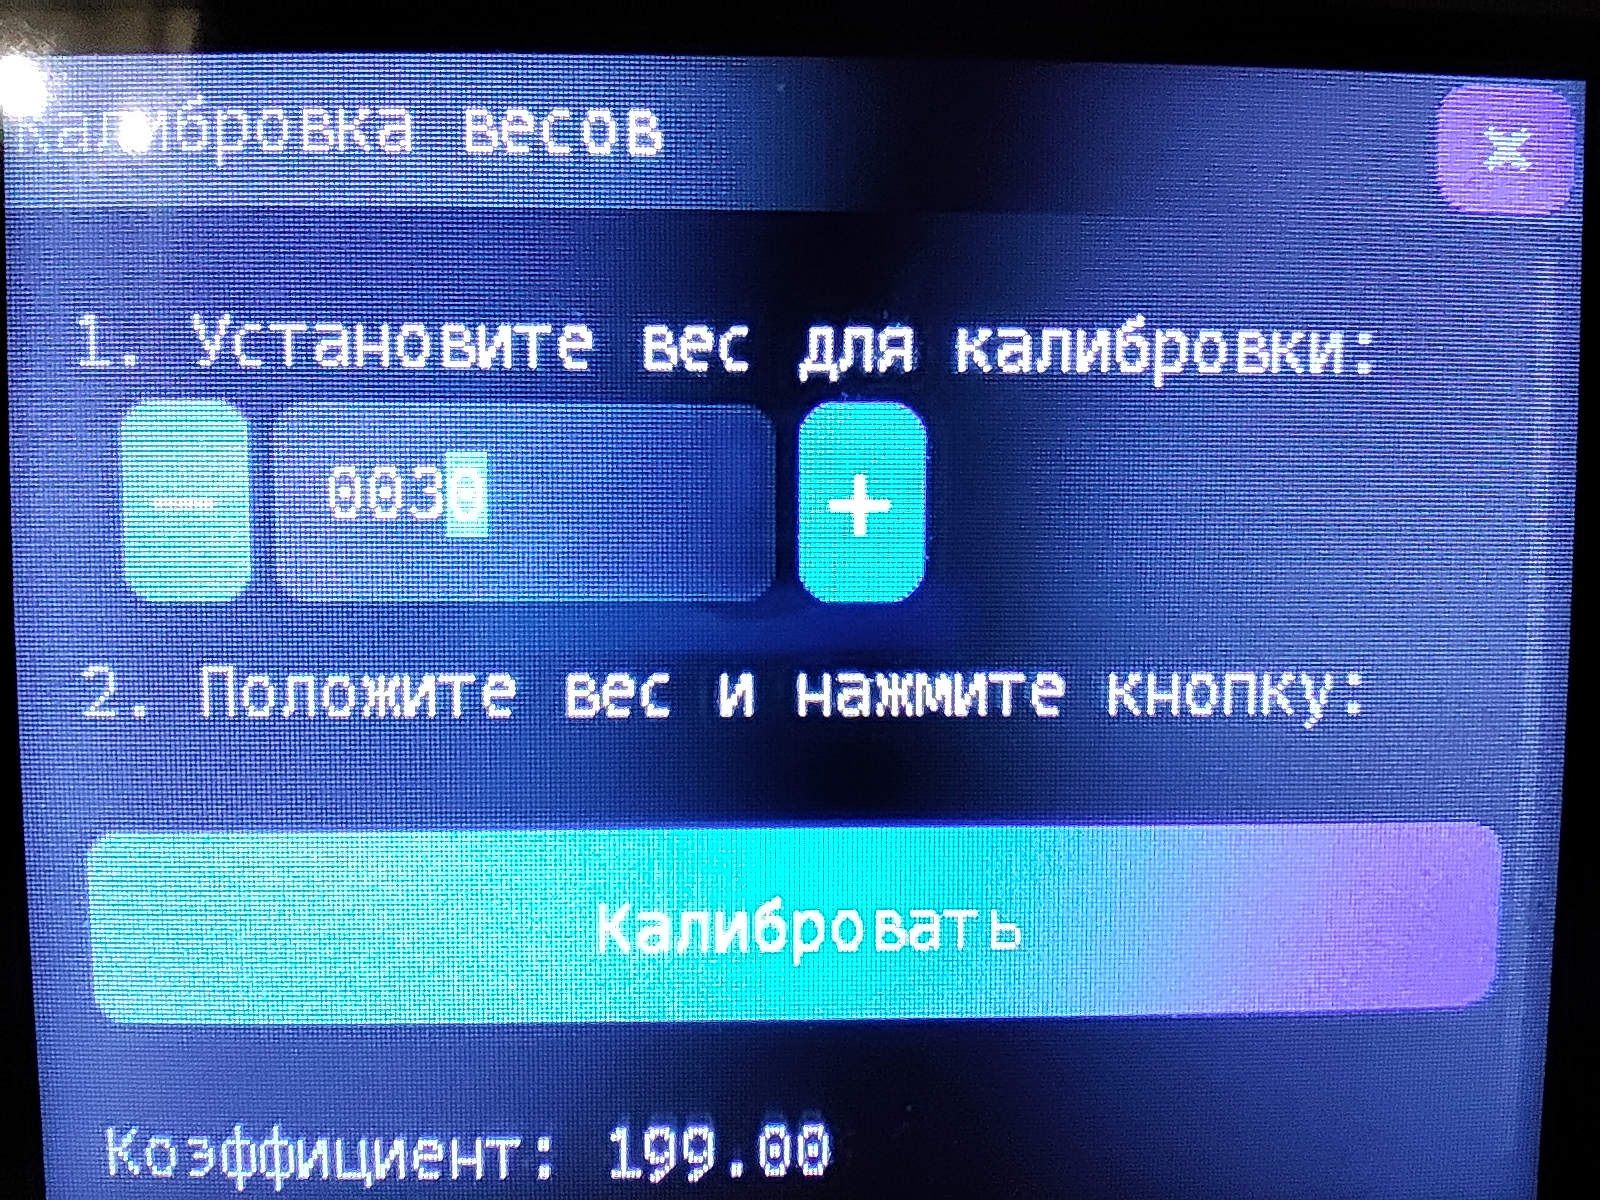 Калибровка весов
×
1. Установите вес для калибровки:
− 0030 +
2. Положите вес и нажмите кнопку:
Калибровать
Коэффициент: 199.00